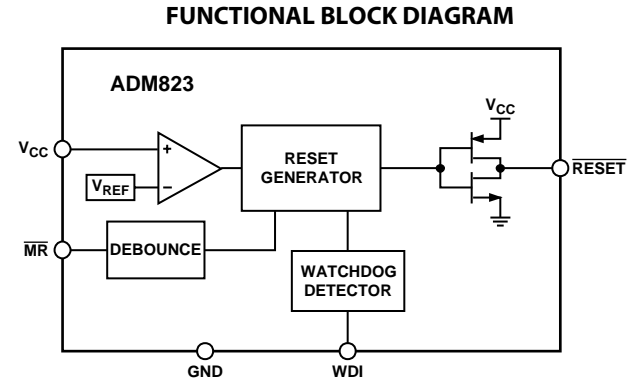 FUNCTIONAL BLOCK DIAGRAM
ADM823
VCC
VCC
+
RESET
GENERATOR
RESET
VREF
–
MR
DEBOUNCE
WATCHDOG
DETECTOR
GND
WDI